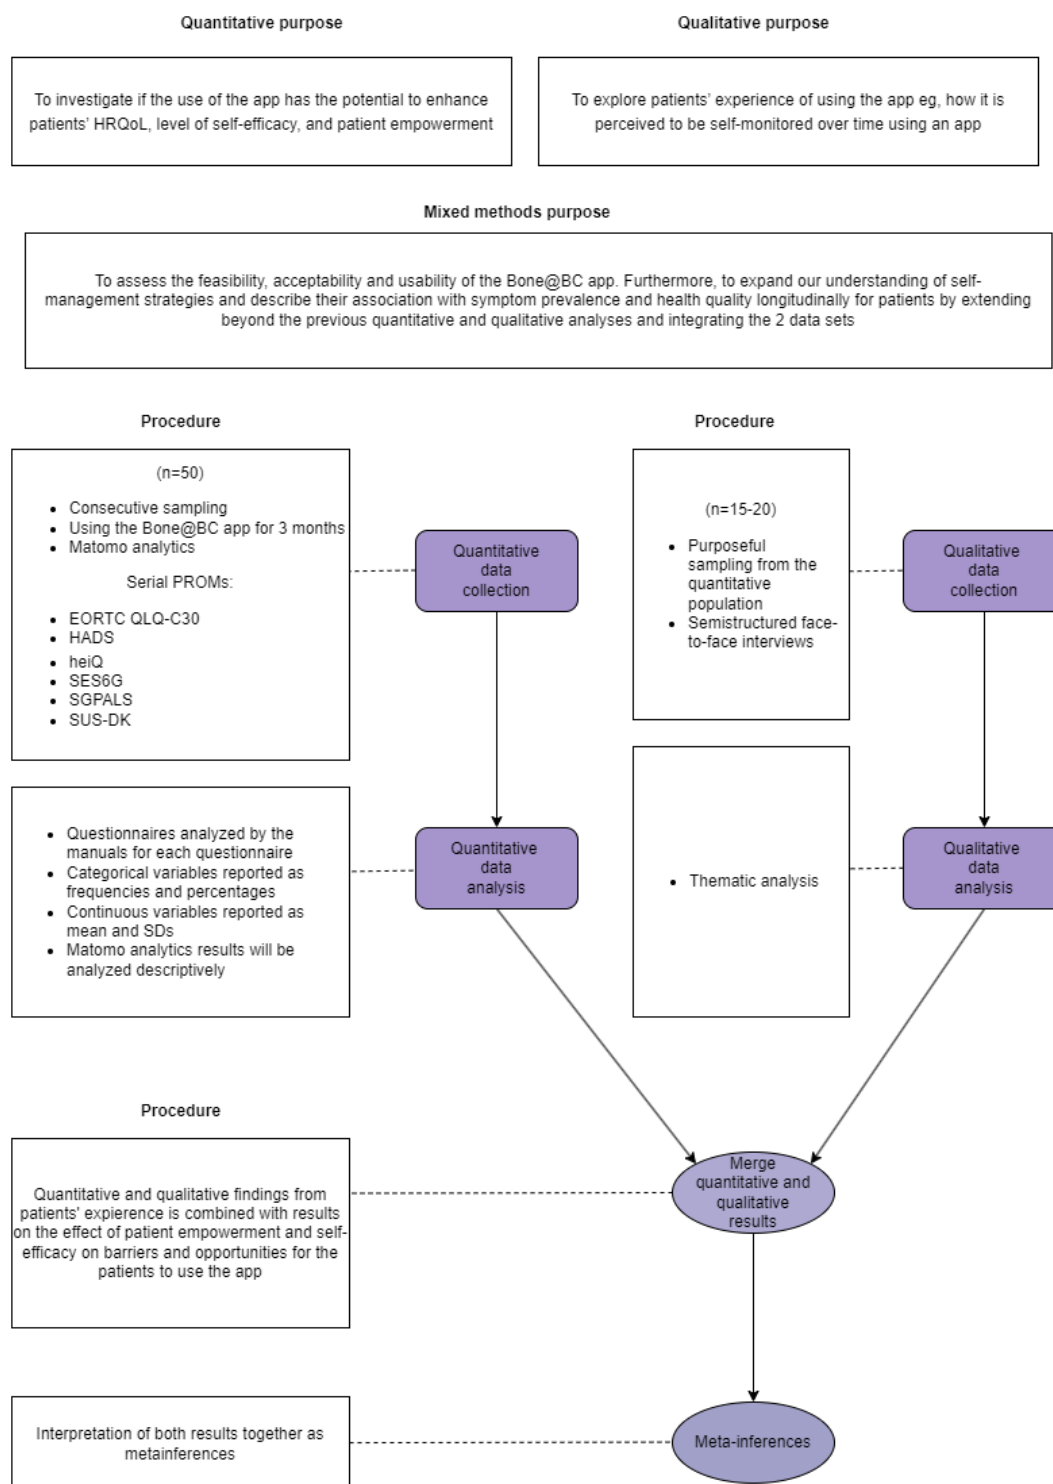 Quantitative purpose
Qualitative purpose
To investigate if the use of the app has the potential to enhance
patients' HRQoL, level of self-efficacy, and patient empowerment
To explore patients' experience of using the app eg, how it is
perceived to be self-monitored over time using an app
Mixed methods purpose
To assess the feasibility, acceptability and usability of the Bone@BC app. Furthermore, to expand our understanding of self-
management strategies and describe their association with symptom prevalence and health quality longitudinally for patients by extending
beyond the previous quantitative and qualitative analyses and integrating the 2 data sets
Procedure
(n=50)
• Consecutive sampling
• Using the Bone@BC app for 3 months
• Matomo analytics
Serial PROMs:
• EORTC QLQ-C30
• HADS
• heiQ
• SES6G
• SGPALS
• SUS-DK
Quantitative
data
collection
Procedure
(n=15-20)
• Purposeful
sampling from the
quantitative
population
• Semistructured face-
to-face interviews
Qualitative
data
collection
• Questionnaires analyzed by the
manuals for each questionnaire
• Categorical variables reported as
frequencies and percentages
• Continuous variables reported as
mean and SDs
• Matomo analytics results will be
analyzed descriptively
Quantitative
data
analysis
• Thematic analysis
Qualitative
data
analysis
Procedure
Quantitative and qualitative findings from
patients' expierence is combined with results
on the effect of patient empowerment and self-
efficacy on barriers and opportunities for the
patients to use the app
Merge
quantitative and
qualitative
results
Interpretation of both results together as
metainferences
Meta-inferences